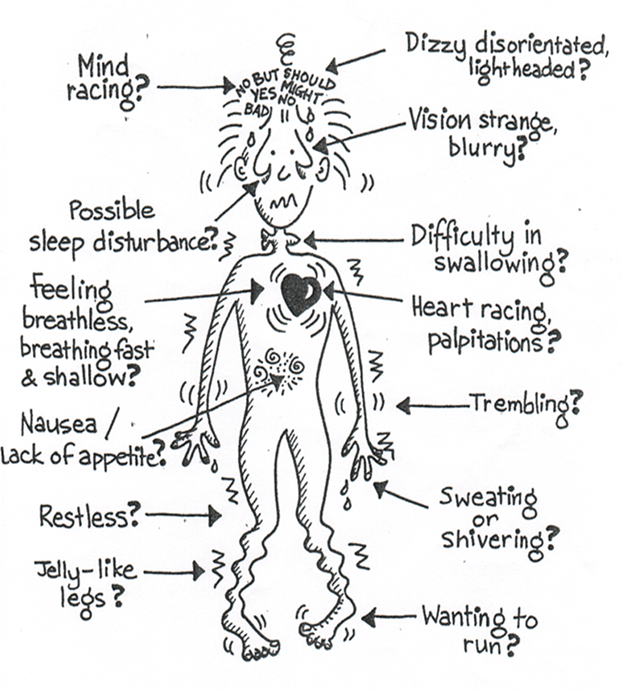 Mind
racing?
Dizzy disorientated,
lightheaded?
NO BUT SHOULD
YES MIGHT
NO
BAD
Vision strange,
blurry?
Possible
sleep disturbance?
Difficulty in
swallowing?
Feeling
breathless,
breathing fast
& shallow?
Heart racing,
palpitations?
Trembling?
Nausea /
Lack of appetite?
Sweating
or
Shivering?
Restless?
Jelly-like
legs?
Wanting to
run?